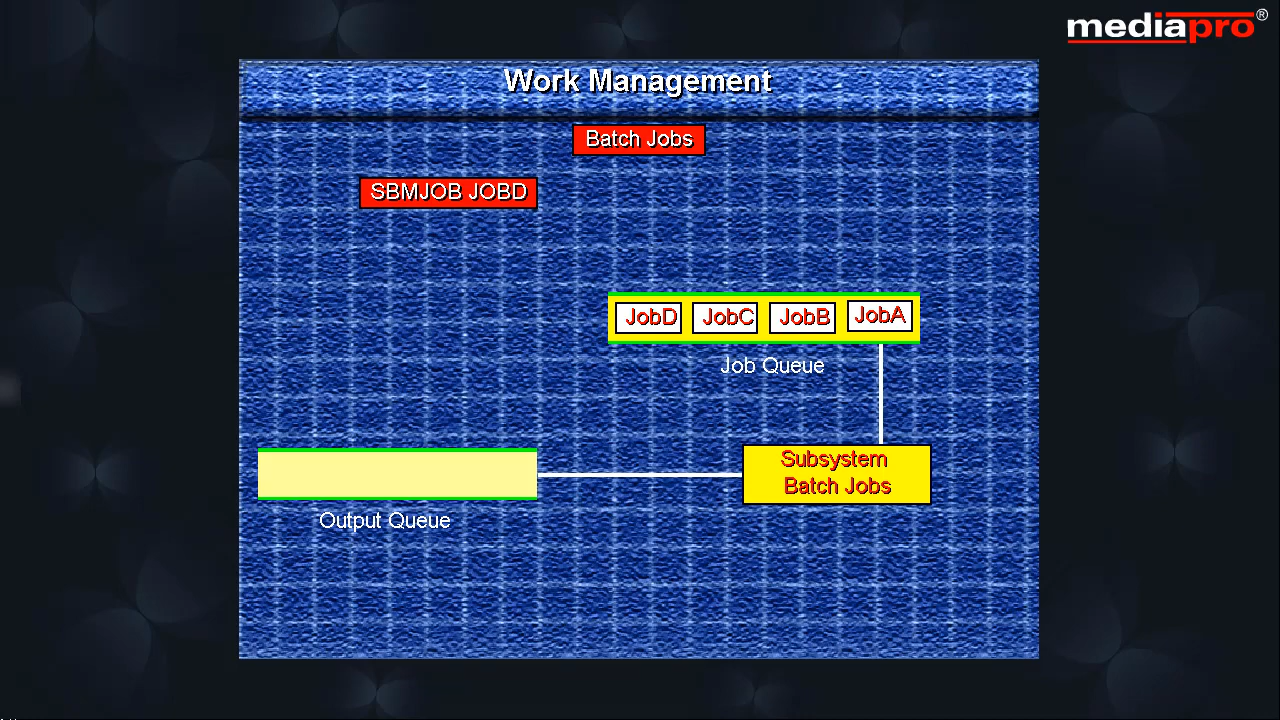 mediapro®
Work Management
Batch Jobs
SBMJOB JOBD
JobD JobC JobB JobA
Job Queue
Subsystem
Batch Jobs
Output Queue